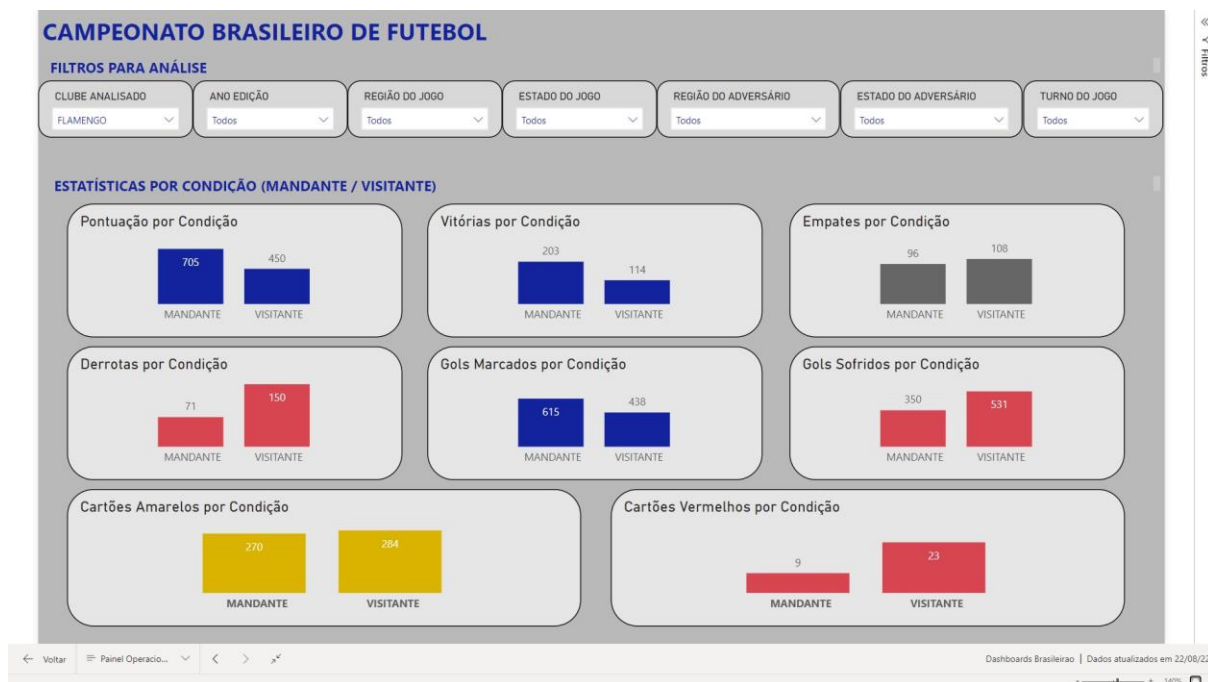 CAMPEONATO BRASILEIRO DE FUTEBOL
Filtros
FILTROS PARA ANÁLISE
CLUBE ANALISADO
FLAMENGO
ANO EDIÇÃO
Todos
REGIÃO DO JOGO
Todos
ESTADO DO JOGO
Todos
REGIÃO DO ADVERSÁRIO
Todos
ESTADO DO ADVERSÁRIO
Todos
TURNO DO JOGO
Todos
ESTATÍSTICAS POR CONDIÇÃO (MANDANTE / VISITANTE)
Pontuação por Condição
705 450
MANDANTE VISITANTE
Vitórias por Condição
203 114
MANDANTE VISITANTE
Empates por Condição
96 108
MANDANTE VISITANTE
Derrotas por Condição
71 150
MANDANTE VISITANTE
Gols Marcados por Condição
615 438
MANDANTE VISITANTE
Gols Sofridos por Condição
350 531
MANDANTE VISITANTE
Cartões Amarelos por Condição
270 284
MANDANTE VISITANTE
Cartões Vermelhos por Condição
9 23
MANDANTE VISITANTE
Voltar Painel Operacio... Dashboards Brasileirao | Dados atualizados em 22/08/22
140%